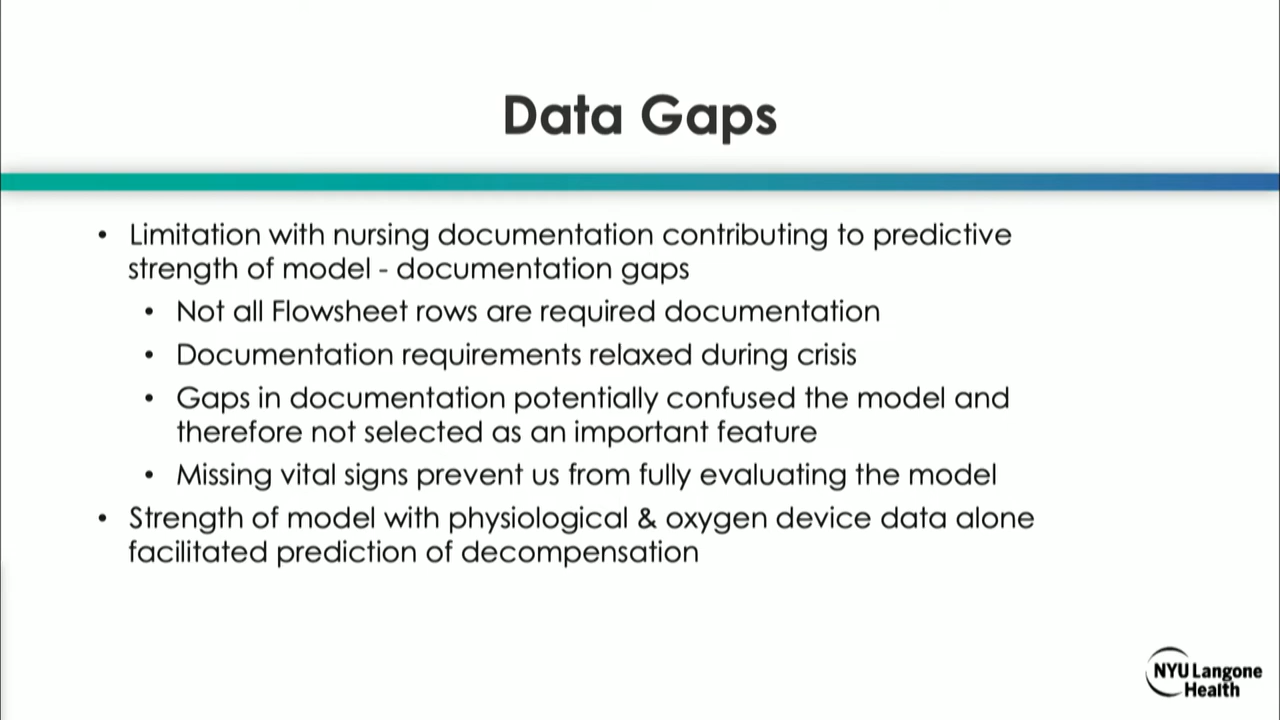 Data Gaps
• Limitation with nursing documentation contributing to predictive
strength of model - documentation gaps
• Not all Flowsheet rows are required documentation
• Documentation requirements relaxed during crisis
• Gaps in documentation potentially confused the model and
therefore not selected as an important feature
• Missing vital signs prevent us from fully evaluating the model
• Strength of model with physiological & oxygen device data alone
facilitated prediction of decompensation
NYU Langone
Health